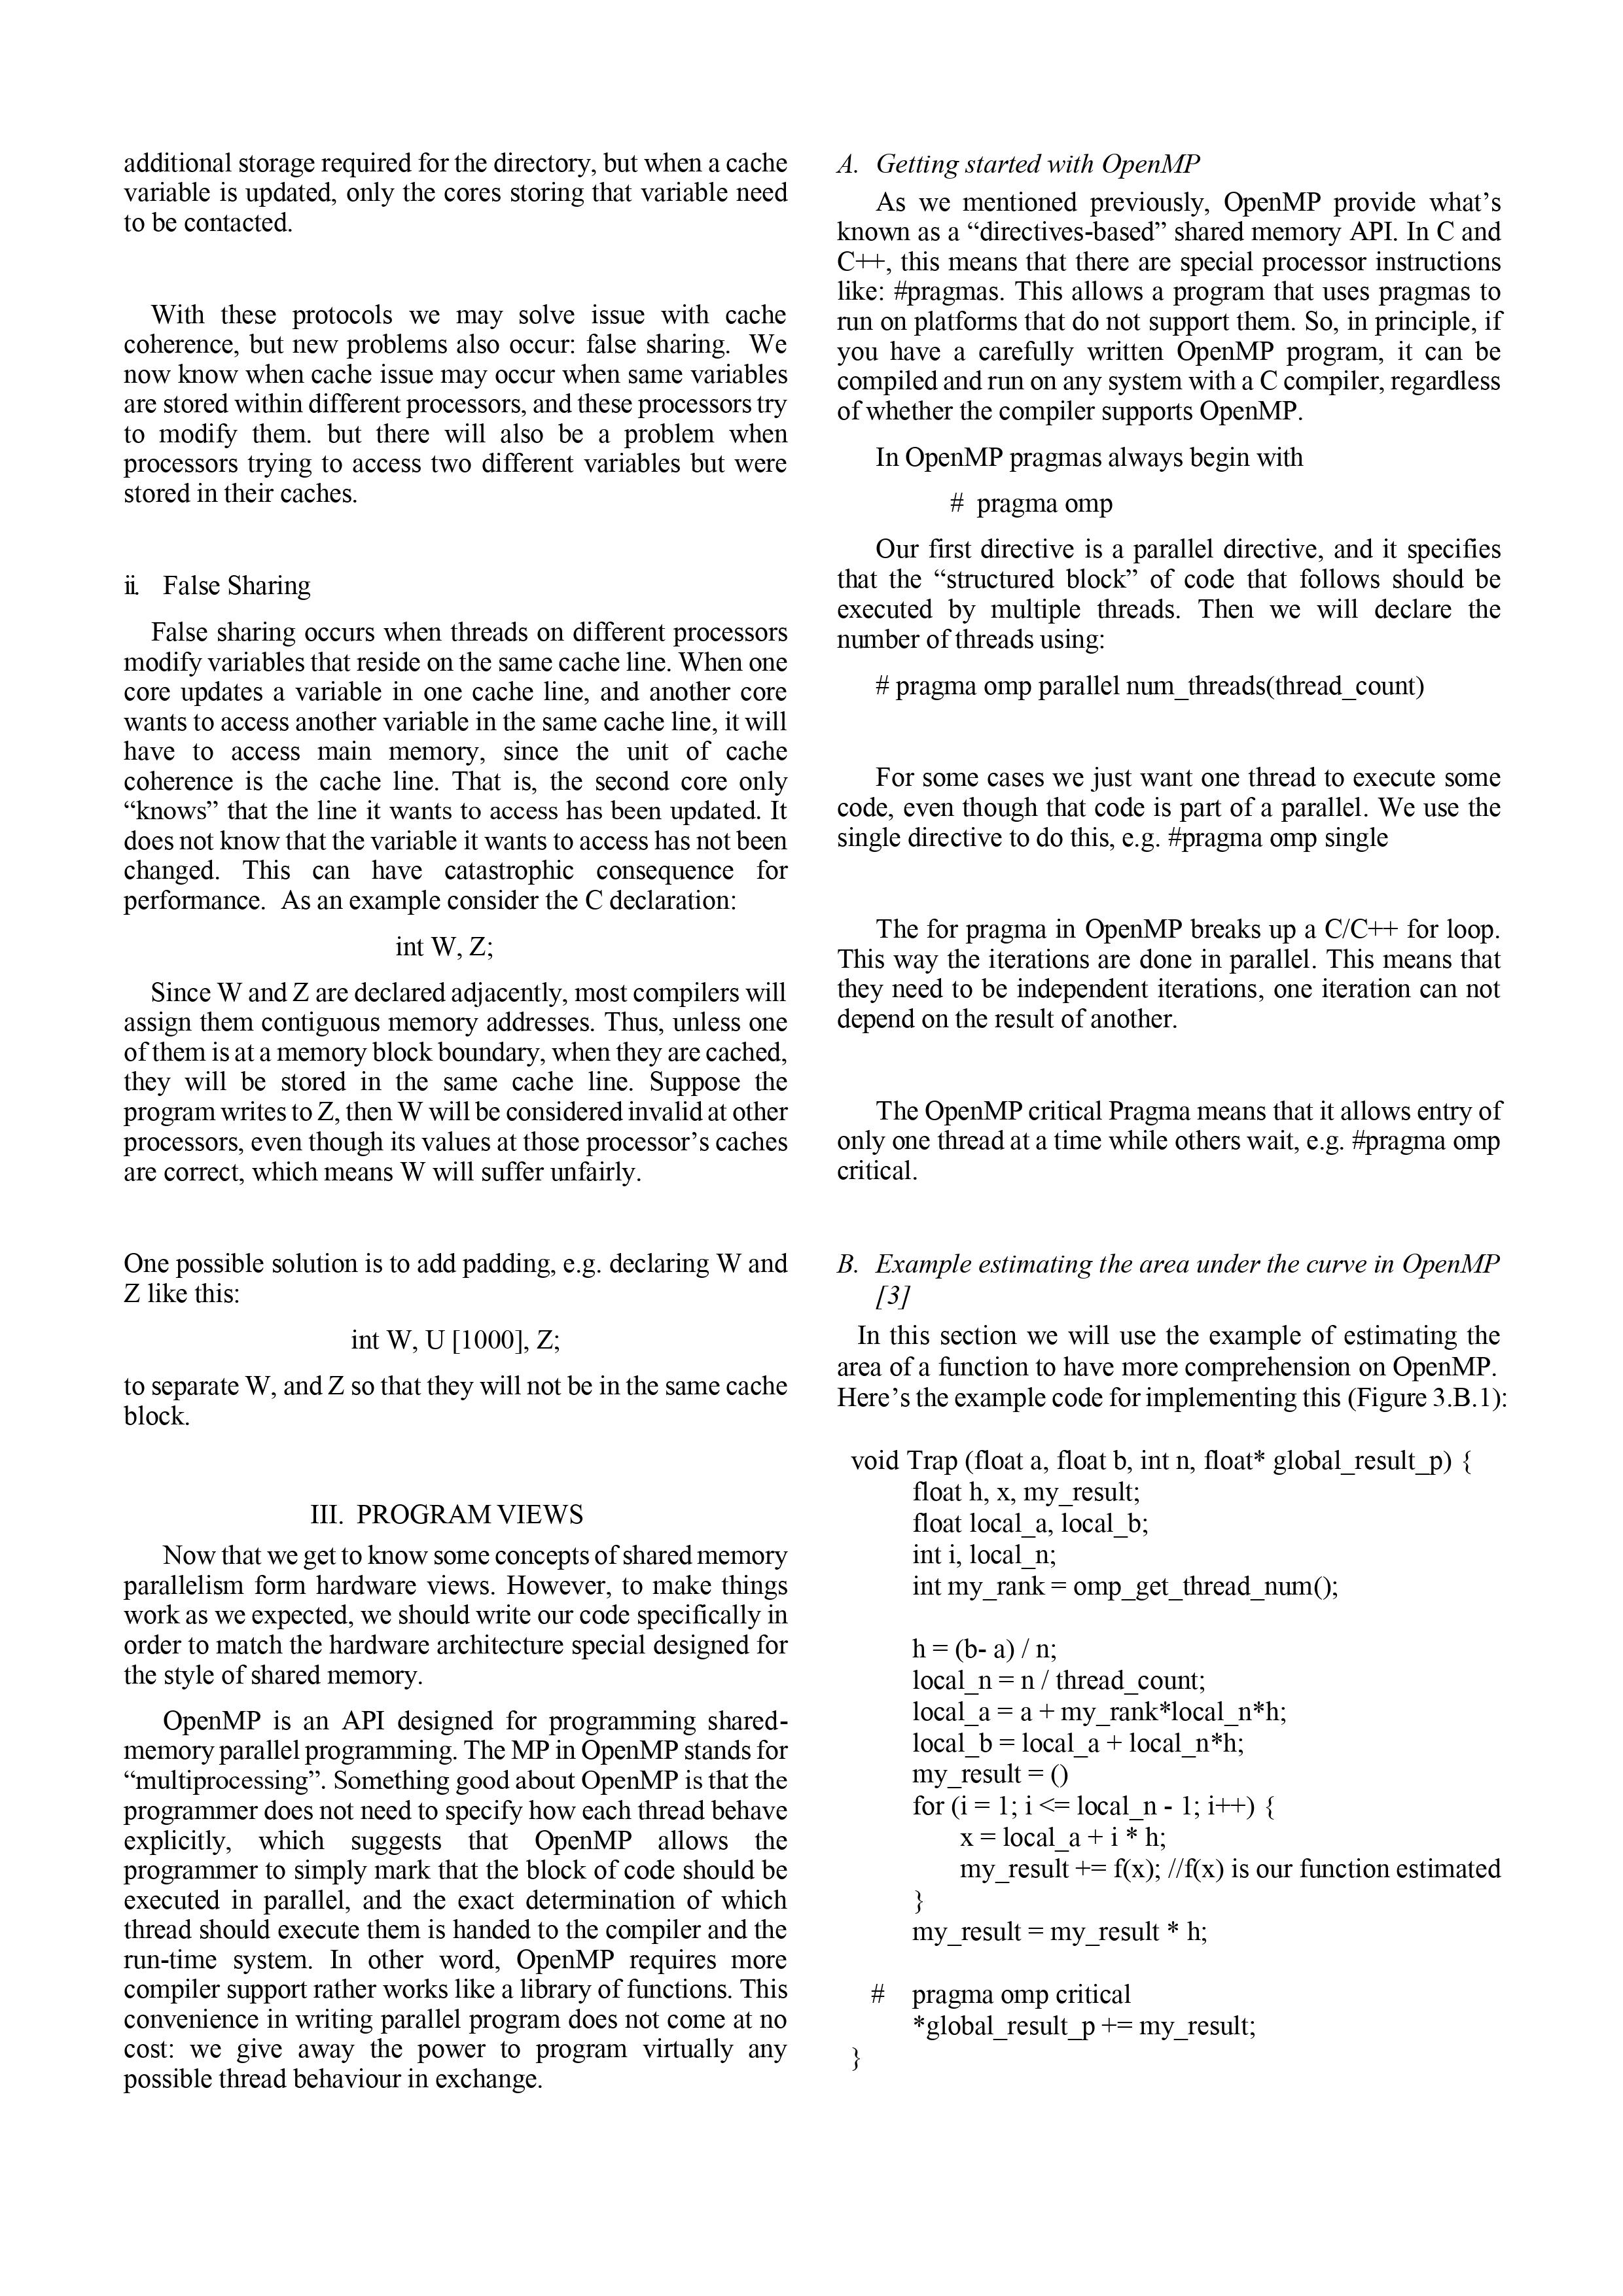 additional storage required for the directory, but when a cache
variable is updated, only the cores storing that variable need
to be contacted.
With these protocols we may solve issue with cache
coherence, but new problems also occur: false sharing. We
now know when cache issue may occur when same variables
are stored within different processors, and these processors try
to modify them. but there will also be a problem when
processors trying to access two different variables but were
stored in their caches.
ii. False Sharing
False sharing occurs when threads on different processors
modify variables that reside on the same cache line. When one
core updates a variable in one cache line, and another core
wants to access another variable in the same cache line, it will
have to access main memory, since the unit of cache
coherence is the cache line. That is, the second core only
“knows” that the line it wants to access has been updated. It
does not know that the variable it wants to access has not been
changed. This can have catastrophic consequence for
performance. As an example consider the C declaration:
int W, Z;
Since W and Z are declared adjacently, most compilers will
assign them contiguous memory addresses. Thus, unless one
of them is at a memory block boundary, when they are cached,
they will be stored in the same cache line. Suppose the
program writes to Z, then W will be considered invalid at other
processors, even though its values at those processor’s caches
are correct, which means W will suffer unfairly.
One possible solution is to add padding, e.g. declaring W and
Z like this:
int W, U [1000], Z;
to separate W, and Z so that they will not be in the same cache
block.
III. PROGRAM VIEWS
Now that we get to know some concepts of shared memory
parallelism form hardware views. However, to make things
work as we expected, we should write our code specifically in
order to match the hardware architecture special designed for
the style of shared memory.
OpenMP is an API designed for programming shared-
memory parallel programming. The MP in OpenMP stands for
“multiprocessing”. Something good about OpenMP is that the
programmer does not need to specify how each thread behave
explicitly, which suggests that OpenMP allows the
programmer to simply mark that the block of code should be
executed in parallel, and the exact determination of which
thread should execute them is handed to the compiler and the
run-time system. In other word, OpenMP requires more
compiler support rather works like a library of functions. This
convenience in writing parallel program does not come at no
cost: we give away the power to program virtually any
possible thread behaviour in exchange.
A. Getting started with OpenMP
As we mentioned previously, OpenMP provide what’s
known as a “directives-based” shared memory API. In C and
C++, this means that there are special processor instructions
like: #pragmas. This allows a program that uses pragmas to
run on platforms that do not support them. So, in principle, if
you have a carefully written OpenMP program, it can be
compiled and run on any system with a C compiler, regardless
of whether the compiler supports OpenMP.
In OpenMP pragmas always begin with
# pragma omp
Our first directive is a parallel directive, and it specifies
that the “structured block” of code that follows should be
executed by multiple threads. Then we will declare the
number of threads using:
# pragma omp parallel num_threads(thread_count)
For some cases we just want one thread to execute some
code, even though that code is part of a parallel. We use the
single directive to do this, e.g. #pragma omp single
The for pragma in OpenMP breaks up a C/C++ for loop.
This way the iterations are done in parallel. This means that
they need to be independent iterations, one iteration can not
depend on the result of another.
The OpenMP critical Pragma means that it allows entry of
only one thread at a time while others wait, e.g. #pragma omp
critical.
B. Example estimating the area under the curve in OpenMP
[3]
In this section we will use the example of estimating the
area of a function to have more comprehension on OpenMP.
Here’s the example code for implementing this (Figure 3.B.1):
void Trap (float a, float b, int n, float* global_result_p) {
float h, x, my_result;
float local_a, local_b;
int i, local_n;
int my_rank = omp_get_thread_num();
h = (b- a) / n;
local_n = n / thread_count;
local_a = a + my_rank*local_n*h;
local_b = local_a + local_n*h;
my_result = ()
for (i = 1; i <= local_n - 1; i++) {
x = local_a + i * h;
my_result += f(x); //f(x) is our function estimated
}
my_result = my_result * h;
# pragma omp critical
*global_result_p += my_result;
}